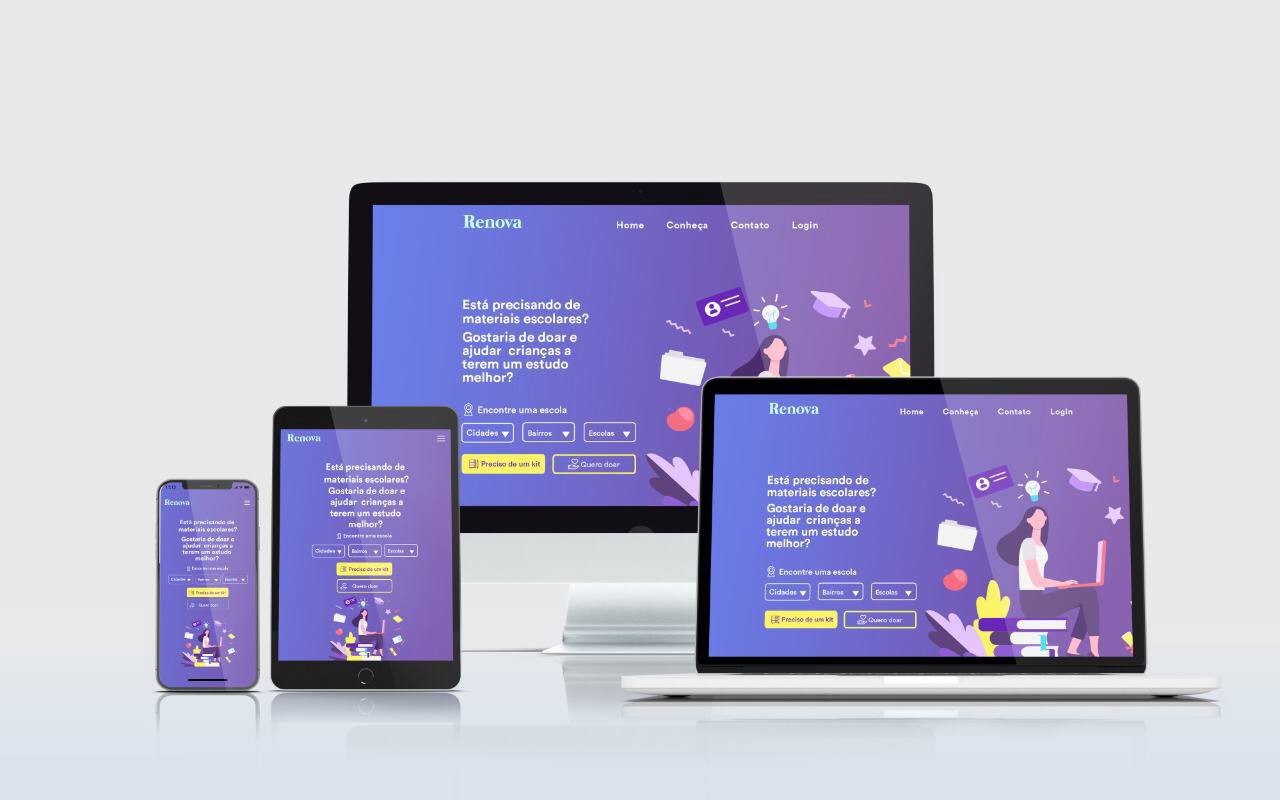 Renova
Home Conheça Contato Login
Está precisando de
materiais escolares?
Gostaria de doar e
ajudar crianças a
terem um estudo
melhor?
Encontre uma escola
Cidades Bairros Escolas
Preciso de um kit Quero doar
Renova
Home Conheça Contato Login
Está precisando de
materiais escolares?
Gostaria de doar e
ajudar crianças a
terem um estudo
melhor?
Encontre uma escola
Cidades Bairros Escolas
Preciso de um kit Quero doar
Renova
Está precisando de
materiais escolares?
Gostaria de doar e
ajudar crianças a
terem um estudo
melhor?
Encontre uma escola
Cidades Bairros Escolas
Preciso de um kit
Quero doar
Renova
Está precisando de
materiais escolares?
Gostaria de doar e
ajudar crianças a
terem um estudo
melhor?
Encontre uma escola
Cidades Bairros Escolas
Preciso de um kit
Quero doar